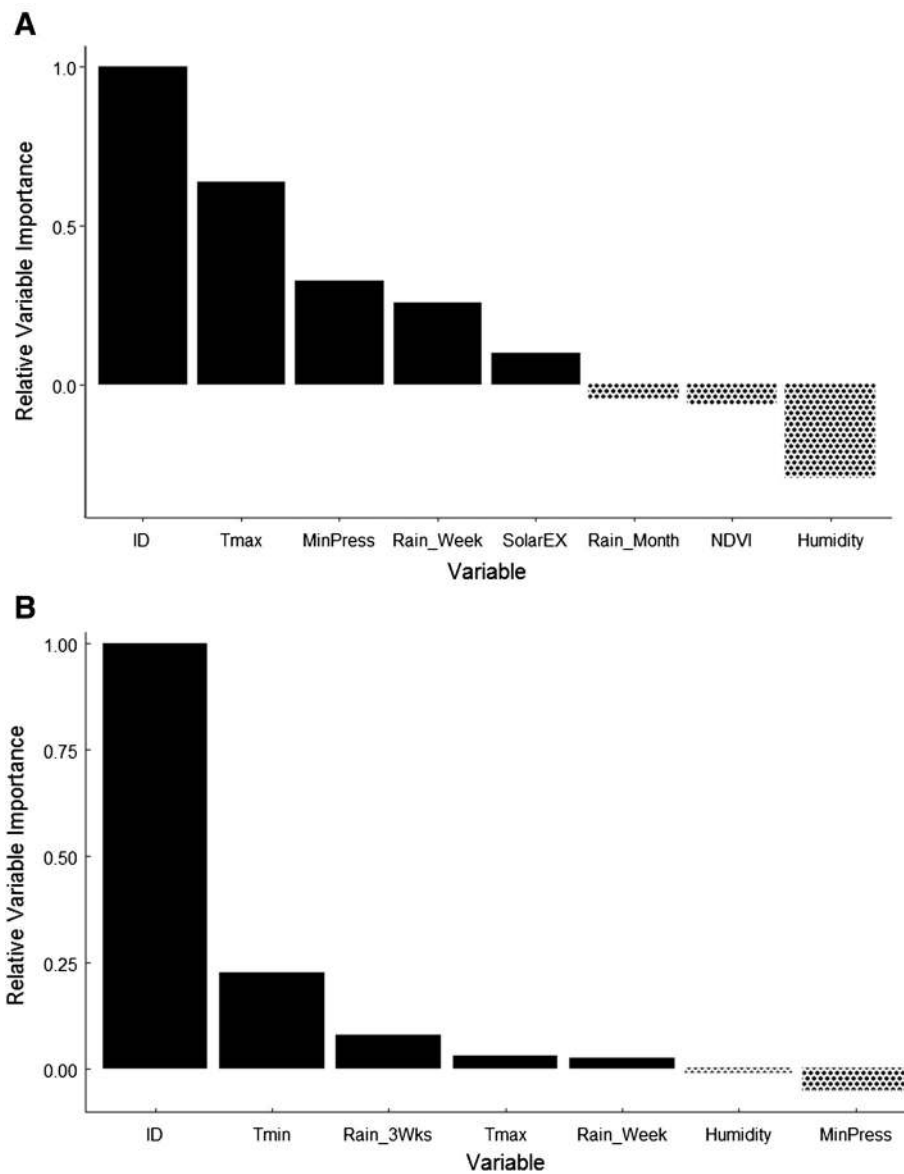 A
Relative Variable Importance
1.0
0.5
0.0
ID Tmax MinPress Rain_Week SolarEX Rain_Month NDVI Humidity
Variable
B
Relative Variable Importance
1.00
0.75
0.50
0.25
0.00
ID Tmin Rain_3Wks Tmax Rain_Week Humidity MinPress
Variable